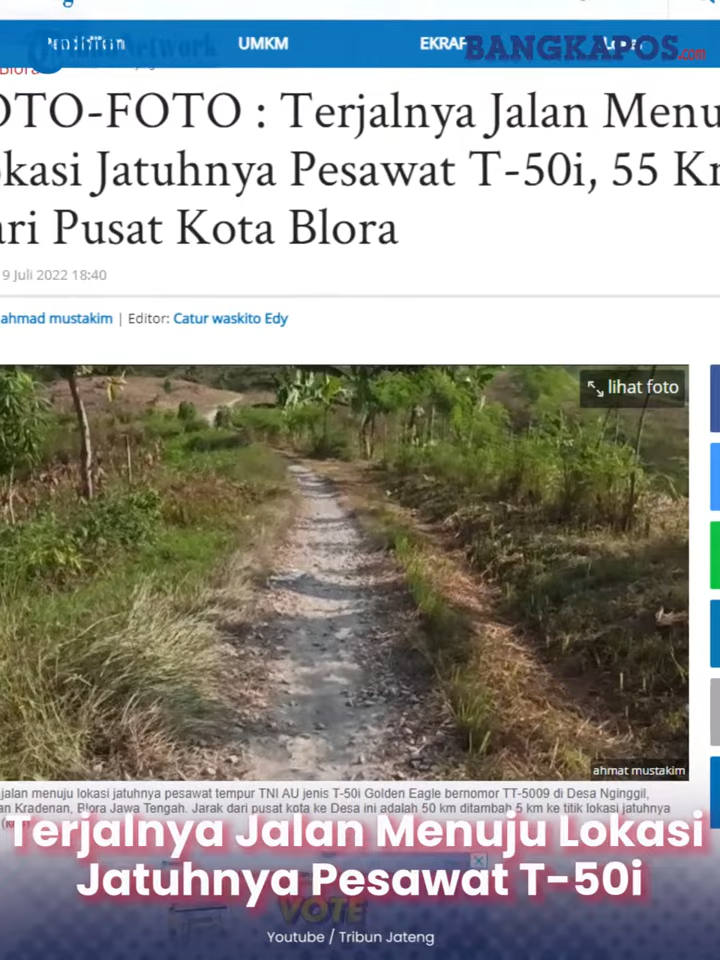 UMKM
EKRAF
BANGKAPOS.com
Blora
OTO-FOTO : Terjalnya Jalan Menu
okasi Jatuhnya Pesawat T-50i, 55 Km
ari Pusat Kota Blora
9 Juli 2022 18:40
ahmad mustakim | Editor: Catur waskito Edy
lihat foto
ahmat mustakim
jalan menuju lokasi jatuhnya pesawat tempur TNI AU jenis T-50i Golden Eagle bernomor TT-5009 di Desa Nginggil,
an Kradenan, Blora Jawa Tengah. Jarak dari pusat kota ke Desa ini adalah 50 km ditambah 5 km ke titik lokasi jatuhnya
Terjalnya Jalan Menuju Lokasi
Jatuhnya Pesawat T-50i
VOTE
Youtube / Tribun Jateng